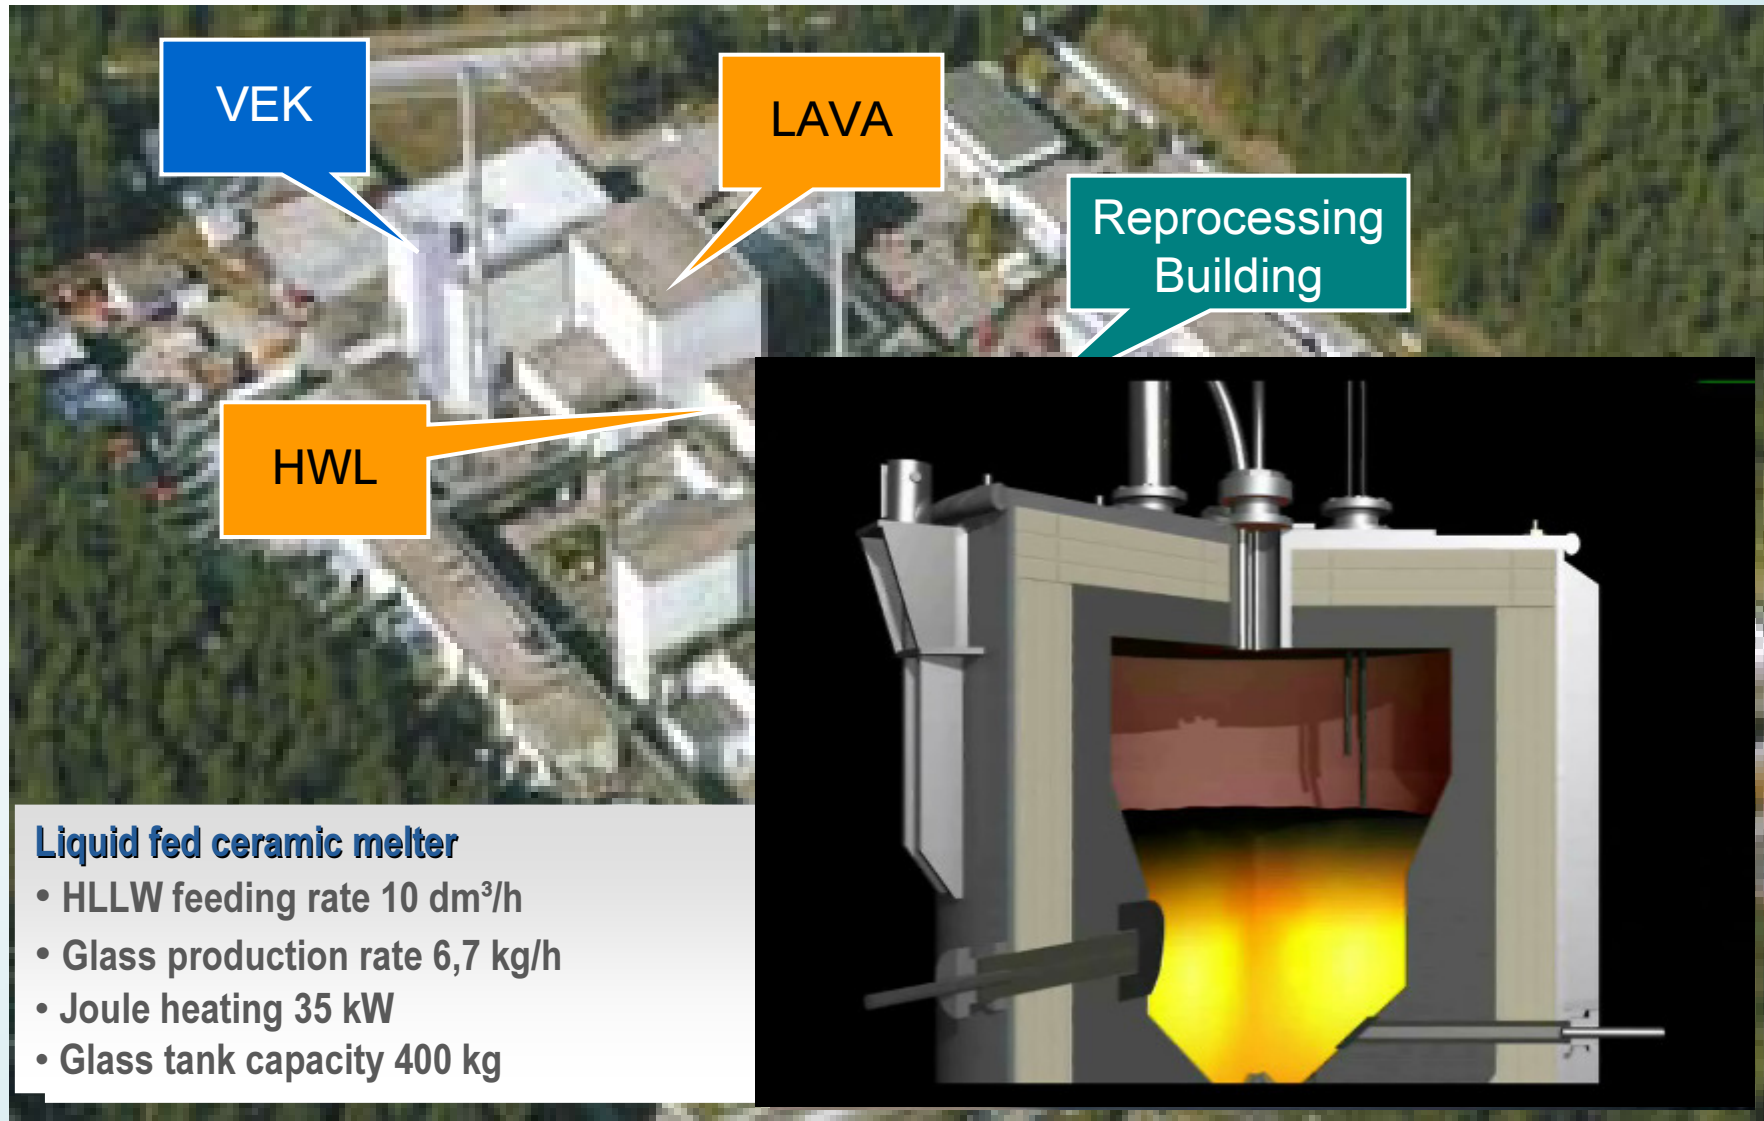 VEK
LAVA
Reprocessing
Building
HWL
Liquid fed ceramic melter
• HLLW feeding rate 10 dm³/h
• Glass production rate 6,7 kg/h
• Joule heating 35 kW
• Glass tank capacity 400 kg